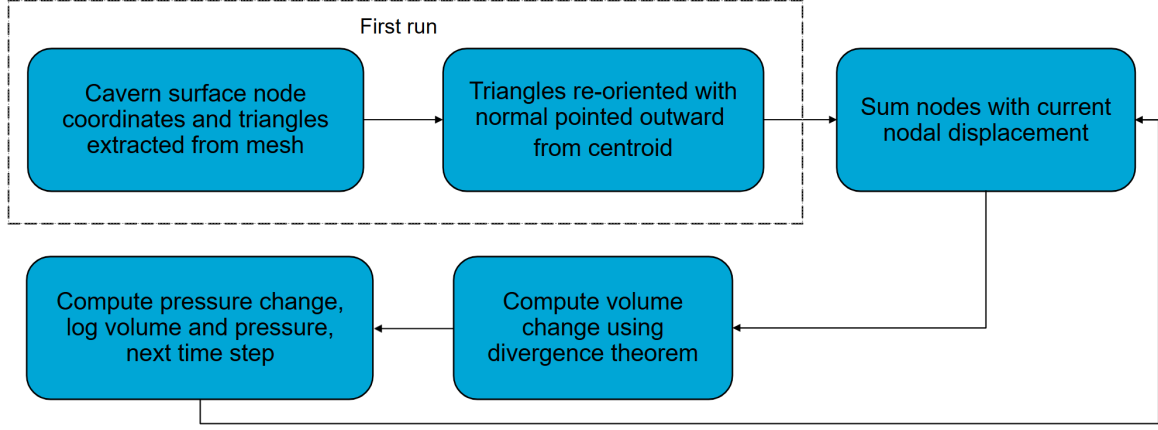 First run
Cavern surface node
coordinates and triangles
extracted from mesh
Triangles re-oriented with
normal pointed outward
from centroid
Sum nodes with current
nodal displacement
Compute pressure change,
log volume and pressure,
next time step
Compute volume
change using
divergence theorem